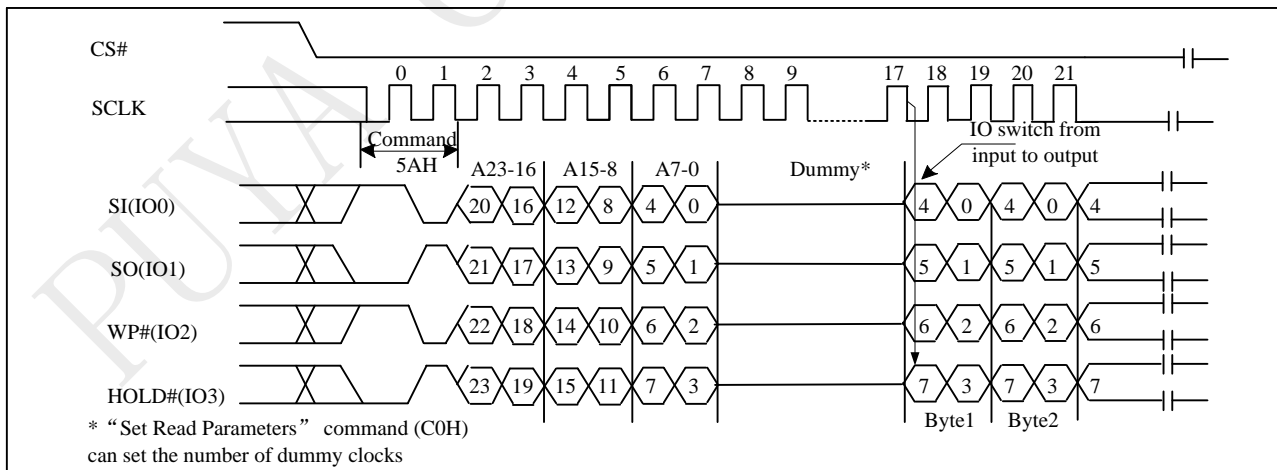 PUYA
CS#
0 1 2 3 4 5 6 7 8 9 17 18 19 20 21
SCLK
Command
5AH
IO switch from
input to output
A23-16 A15-8 A7-0 Dummy*
SI(IO0) 20 16 12 8 4 0 4 0 4 0 4
SO(IO1) 21 17 13 9 5 1 5 1 5 1 5
WP#(IO2) 22 18 14 10 6 2 6 2 6 2 6
HOLD#(IO3) 23 19 15 11 7 3 7 3 7 3 7
Byte1 Byte2
* “Set Read Parameters” command (C0H)
can set the number of dummy clocks